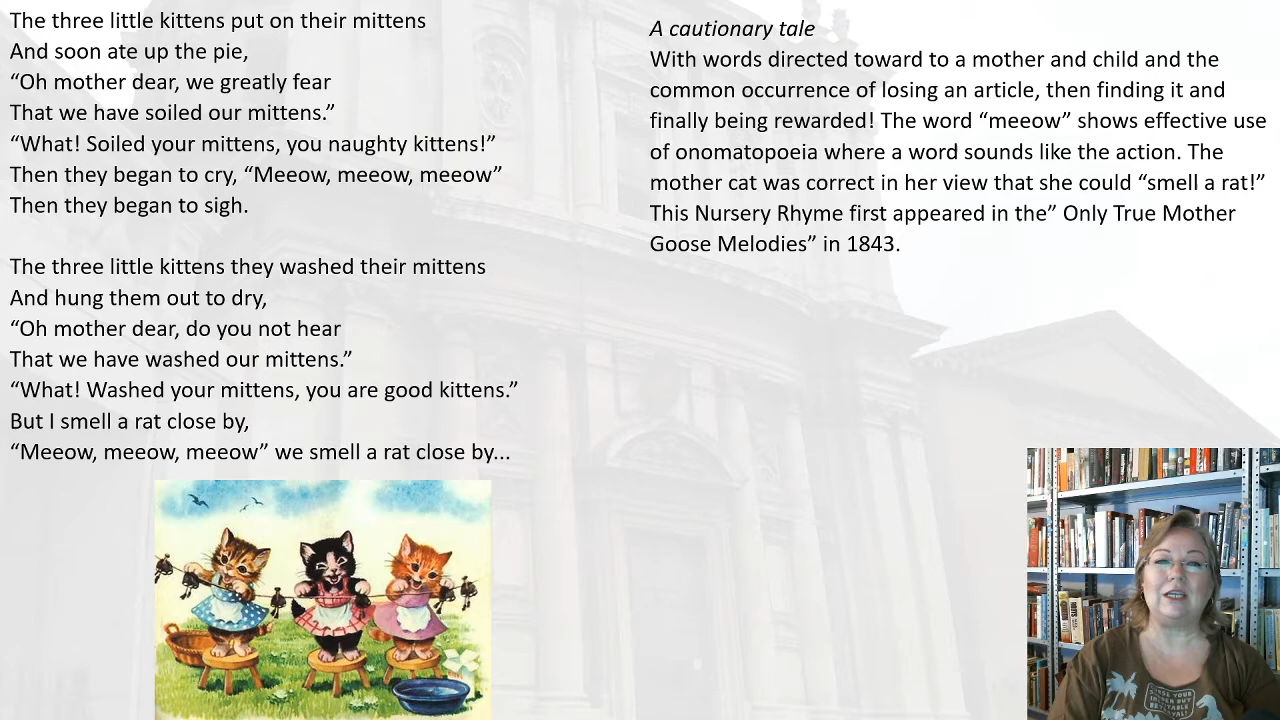 The three little kittens put on their mittens
And soon ate up the pie,
“Oh mother dear, we greatly fear
That we have soiled our mittens.”
“What! Soiled your mittens, you naughty kittens!”
Then they began to cry, “Meeow, meeow, meeow”
Then they began to sigh.
The three little kittens they washed their mittens
And hung them out to dry,
“Oh mother dear, do you not hear
That we have washed our mittens.”
“What! Washed your mittens, you are good kittens.”
But I smell a rat close by,
“Meeow, meeow, meeow” we smell a rat close by...
A cautionary tale
With words directed toward to a mother and child and the
common occurrence of losing an article, then finding it and
finally being rewarded! The word “meeow” shows effective use
of onomatopoeia where a word sounds like the action. The
mother cat was correct in her view that she could “smell a rat!”
This Nursery Rhyme first appeared in the” Only True Mother
Goose Melodies” in 1843.